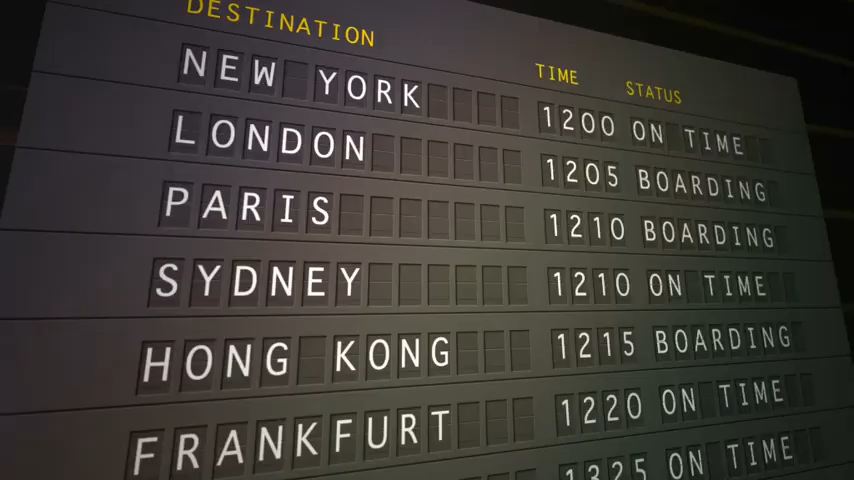 DESTINATION TIME STATUS
NEW YORK 1200 ON TIME
LONDON 1205 BOARDING
PARIS 1210 BOARDING
SYDNEY 1210 ON TIME
HONG KONG 1215 BOARDING
FRANKFURT 1220 ON TIME
1325 ON TIME